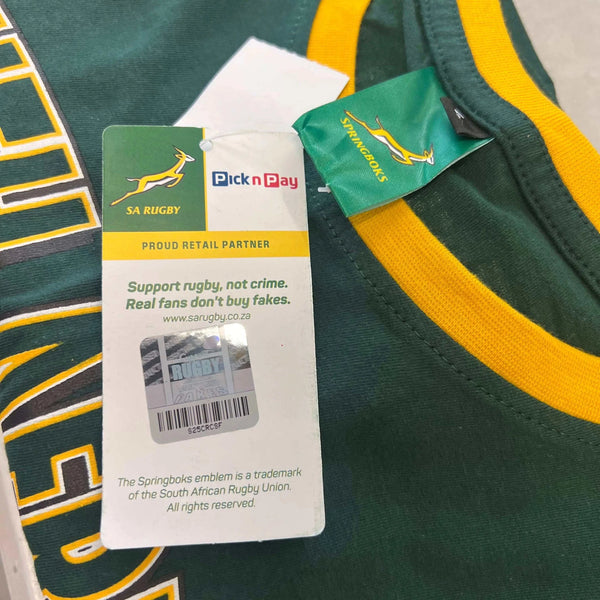 SPRINGBOKS
SA RUGBY
Pick n Pay
PROUD RETAIL PARTNER
Support rugby, not crime.
Real fans don't buy fakes.
www.sarugby.co.za
RUGBY
The Springboks emblem is a trademark
of the South African Rugby Union.
All rights reserved.